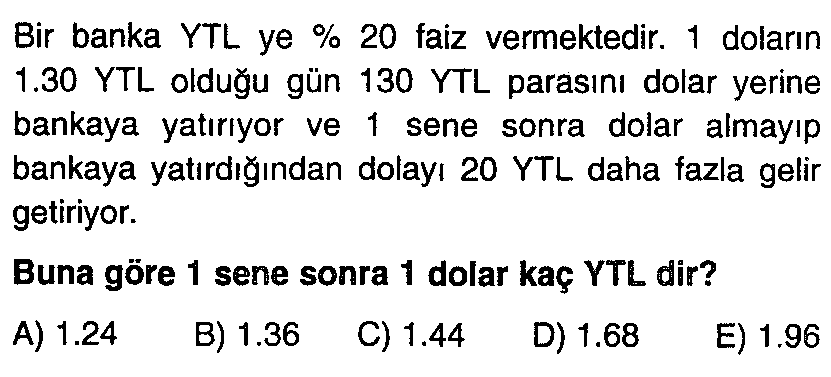 Bir banka YTL ye % 20 faiz vermektedir. 1 doların
1.30 YTL olduğu gün 130 YTL parasını dolar yerine
bankaya yatırıyor ve 1 sene sonra dolar almayıp
bankaya yatırdığından dolayı 20 YTL daha fazla gelir
getiriyor.
Buna göre 1 sene sonra 1 dolar kaç YTL dir?
A) 1.24 B) 1.36 C) 1.44 D) 1.68 E) 1.96